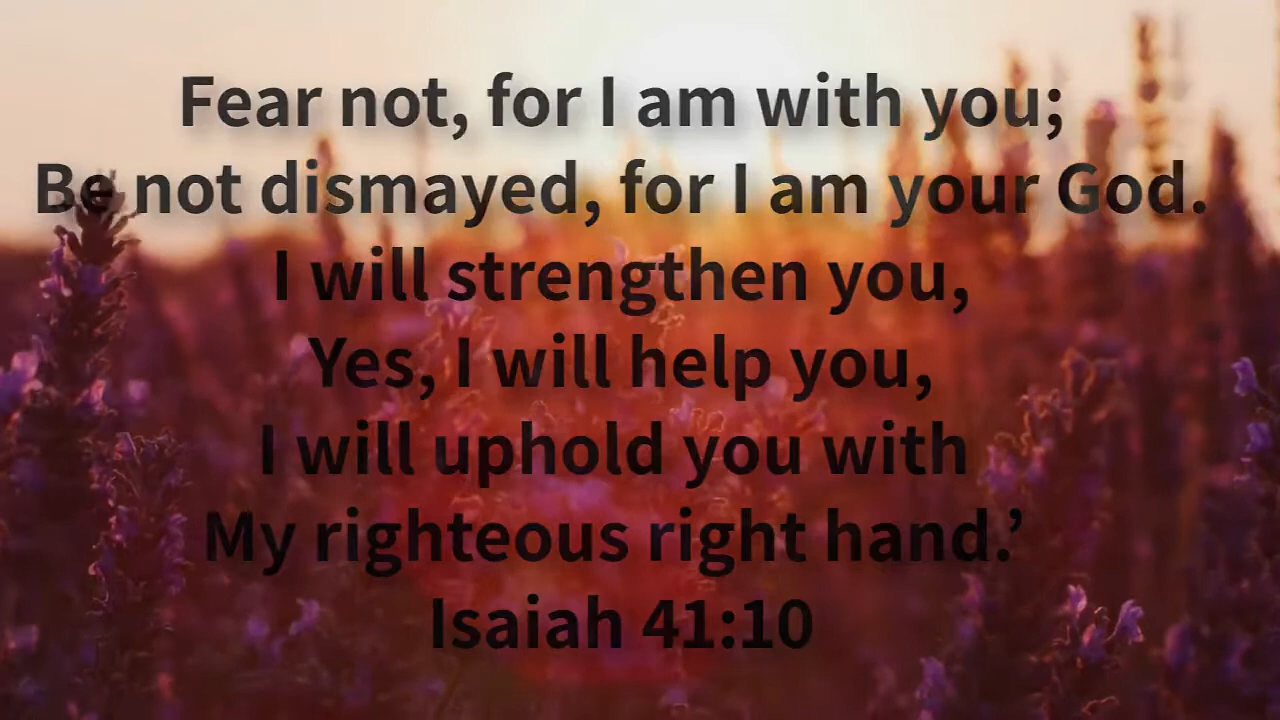 Fear not, for I am with you;
Be not dismayed, for I am your God.
I will strengthen you,
Yes, I will help you,
I will uphold you with
My righteous right hand.’
Isaiah 41:10